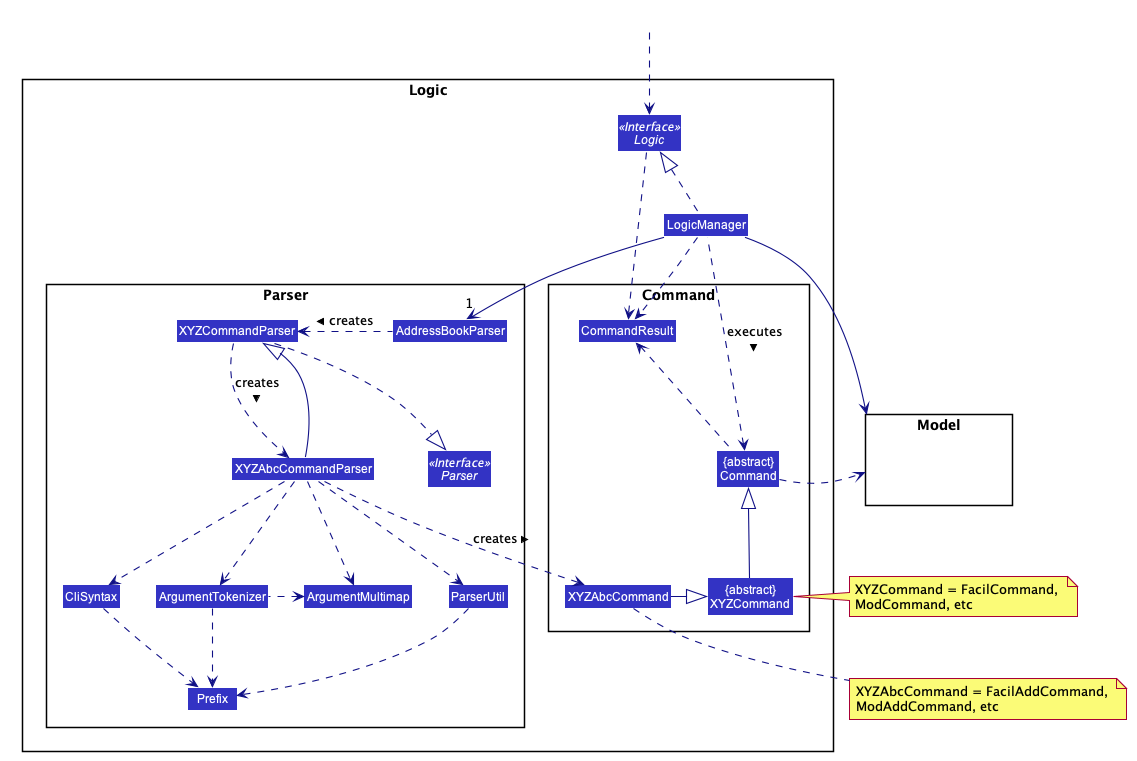 Logic
«Interface»
Logic
LogicManager
Parser
Command
1
XYZCommandParser
◄ creates
AddressBookParser
CommandResult
executes
▼
creates
▼
Model
XYZAbcCommandParser
«Interface»
Parser
{abstract}
Command
creates ►
CliSyntax
ArgumentTokenizer
ArgumentMultimap
ParserUtil
XYZAbcCommand
{abstract}
XYZCommand
XYZCommand = FacilCommand,
ModCommand, etc
Prefix
XYZAbcCommand = FacilAddCommand,
ModAddCommand, etc